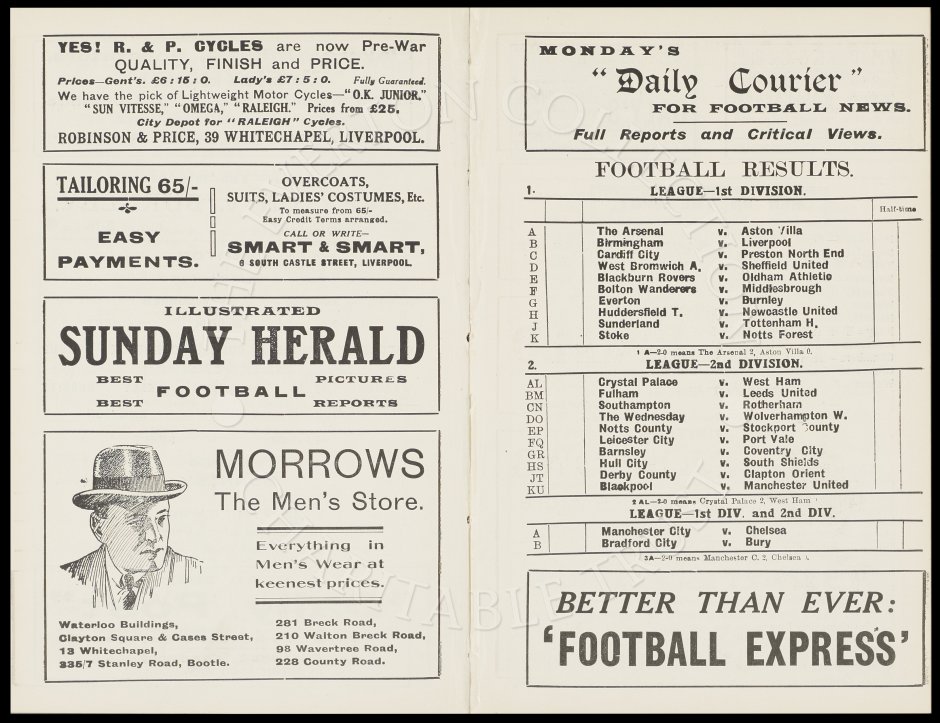 YES! R. & P. CYCLES are now Pre-War
QUALITY, FINISH and PRICE.
Prices—Gent's. £6 : 15 : 0. Lady's £7 : 5 : 0. Fully Guaranteed.
We have the pick of Lightweight Motor Cycles—"O.K. JUNIOR,"
"SUN VITESSE," "OMEGA," "RALEIGH." Prices from £25.
City Depot for "RALEIGH" Cycles.
ROBINSON & PRICE, 39 WHITECHAPEL, LIVERPOOL.
TAILORING 65/-
EASY
PAYMENTS.
OVERCOATS,
SUITS, LADIES' COSTUMES, Etc.
To measure from 65/-
Easy Credit Terms arranged.
CALL OR WRITE—
SMART & SMART,
6 SOUTH CASTLE STREET, LIVERPOOL.
ILLUSTRATED
SUNDAY HERALD
BEST FOOTBALL PICTURES
BEST REPORTS
MORROWS
The Men's Store.
Everything in
Men's Wear at
keenest prices.
Waterloo Buildings,
Clayton Square & Cases Street,
13 Whitechapel,
335/7 Stanley Road, Bootle.
281 Breck Road,
210 Walton Breck Road,
98 Wavertree Road,
228 County Road.
MONDAY'S
"Daily Courier"
FOR FOOTBALL NEWS.
Full Reports and Critical Views.
FOOTBALL RESULTS.
1. LEAGUE—1st DIVISION.
Half-time
A The Arsenal v. Aston Villa
B Birmingham v. Liverpool
C Cardiff City v. Preston North End
D West Bromwich A. v. Sheffield United
E Blackburn Rovers v. Oldham Athletic
F Bolton Wanderers v. Middlesbrough
G Everton v. Burnley
H Huddersfield T. v. Newcastle United
J Sunderland v. Tottenham H.
K Stoke v. Notts Forest
1 A—2-0 means The Arsenal 2, Aston Villa 0.
2. LEAGUE—2nd DIVISION.
AL Crystal Palace v. West Ham
BM Fulham v. Leeds United
CN Southampton v. Rotherham
DO The Wednesday v. Wolverhampton W.
EP Notts County v. Stockport County
FQ Leicester City v. Port Vale
GR Barnsley v. Coventry City
HS Hull City v. South Shields
JT Derby County v. Clapton Orient
KU Blackpool v. Manchester United
2 AL—2-0 means Crystal Palace 2, West Ham
LEAGUE—1st DIV. and 2nd DIV.
A Manchester City v. Chelsea
B Bradford City v. Bury
3A—2-0 means Manchester C. 2, Chelsea
BETTER THAN EVER:
'FOOTBALL EXPRESS'
THE EVERTON COLLECTION
CHARITABLE TRUST